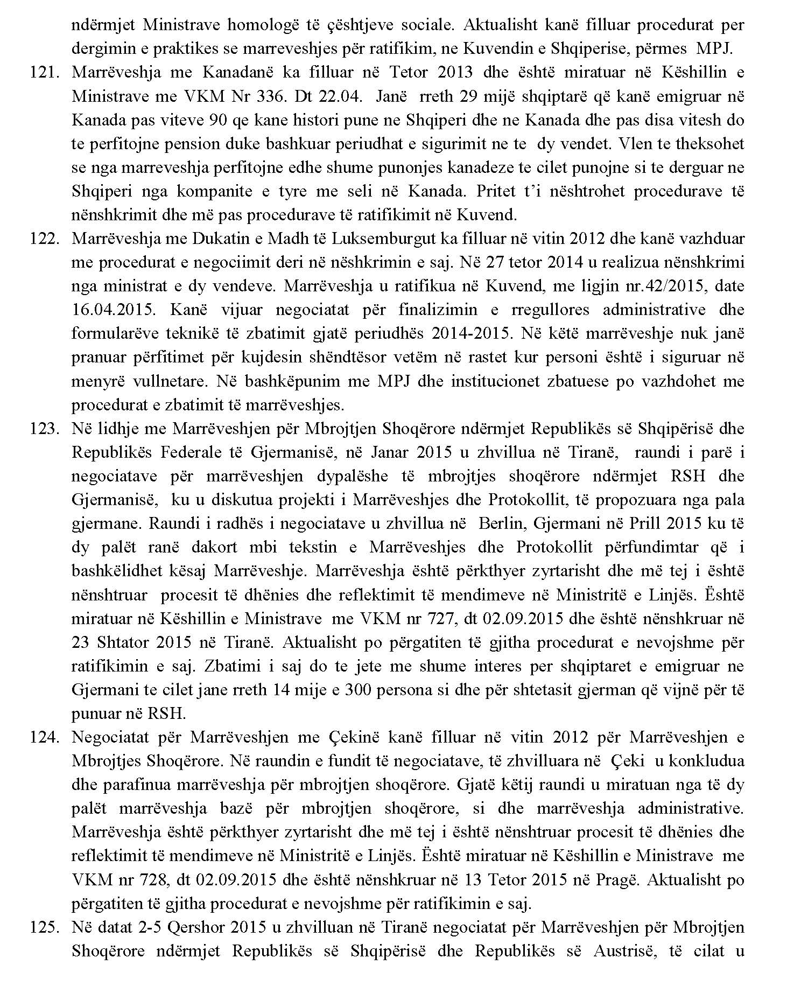 ndërmjet Ministrave homologë të çështjeve sociale. Aktualisht kanë filluar procedurat per
dergimin e praktikes se marreveshjes për ratifikim, ne Kuvendin e Shqiperise, përmes MPJ.
121. Marrëveshja me Kanadanë ka filluar në Tetor 2013 dhe është miratuar në Këshillin e
Ministrave me VKM Nr 336. Dt 22.04. Janë rreth 29 mijë shqiptarë që kanë emigruar në
Kanada pas viteve 90 qe kane histori pune ne Shqiperi dhe ne Kanada dhe pas disa vitesh do
te perfitojne pension duke bashkuar periudhat e sigurimit ne te dy vendet. Vlen te theksohet
se nga marreveshja perfitojne edhe shume punonjes kanadeze te cilet punojne si te derguar ne
Shqiperi nga kompanite e tyre me seli në Kanada. Pritet t’i nështrohet procedurave të
nënshkrimit dhe më pas procedurave të ratifikimit në Kuvend.
122. Marrëveshja me Dukatin e Madh të Luksemburgut ka filluar në vitin 2012 dhe kanë vazhduar
me procedurat e negociimit deri në nëshkrimin e saj. Në 27 tetor 2014 u realizua nënshkrimi
nga ministrat e dy vendeve. Marrëveshja u ratifikua në Kuvend, me ligjin nr.42/2015, date
16.04.2015. Kanë vijuar negociatat për finalizimin e rregullores administrative dhe
formularëve teknikë të zbatimit gjatë periudhës 2014-2015. Në këtë marrëveshje nuk janë
pranuar përfitimet për kujdesin shëndtësor vetëm në rastet kur personi është i siguruar në
menyrë vullnetare. Në bashkëpunim me MPJ dhe institucionet zbatuese po vazhdohet me
procedurat e zbatimit të marrëveshjes.
123. Në lidhje me Marrëveshjen për Mbrojtjen Shoqërore ndërmjet Republikës së Shqipërisë dhe
Republikës Federale të Gjermanisë, në Janar 2015 u zhvillua në Tiranë, raundi i parë i
negociatave për marrëveshjen dypalëshe të mbrojtjes shoqërore ndërmjet RSH dhe
Gjermanisë, ku u diskutua projekti i Marrëveshjes dhe Protokollit, të propozuara nga pala
gjermane. Raundi i radhës i negociatave u zhvillua në Berlin, Gjermani në Prill 2015 ku të
dy palët ranë dakort mbi tekstin e Marrëveshjes dhe Protokollit përfundimtar që i
bashkëlidhet kësaj Marrëveshje. Marrëveshja është përkthyer zyrtarisht dhe më tej i është
nënshtruar procesit të dhënies dhe reflektimit të mendimeve në Ministritë e Linjës. Është
miratuar në Këshillin e Ministrave me VKM nr 727, dt 02.09.2015 dhe është nënshkruar në
23 Shtator 2015 në Tiranë. Aktualisht po përgatiten të gjitha procedurat e nevojshme për
ratifikimin e saj. Zbatimi i saj do te jete me shume interes per shqiptaret e emigruar ne
Gjermani te cilet jane rreth 14 mije e 300 persona si dhe për shtetasit gjerman që vijnë për të
punuar në RSH.
124. Negociatat për Marrëveshjen me Çekinë kanë filluar në vitin 2012 për Marrëveshjen e
Mbrojtjes Shoqërore. Në raundin e fundit të negociatave, të zhvilluara në Çeki u konkludua
dhe parafinua marrëveshja për mbrojtjen shoqërore. Gjatë këtij raundi u miratuan nga të dy
palët marrëveshja bazë për mbrojtjen shoqërore, si dhe marrëveshja administrative.
Marrëveshja është përkthyer zyrtarisht dhe më tej i është nënshtruar procesit të dhënies dhe
reflektimit të mendimeve në Ministritë e Linjës. Është miratuar në Këshillin e Ministrave me
VKM nr 728, dt 02.09.2015 dhe është nënshkruar në 13 Tetor 2015 në Pragë. Aktualisht po
përgatiten të gjitha procedurat e nevojshme për ratifikimin e saj.
125. Në datat 2-5 Qershor 2015 u zhvilluan në Tiranë negociatat për Marrëveshjen për Mbrojtjen
Shoqërore ndërmjet Republikës së Shqipërisë dhe Republikës së Austrisë, të cilat u